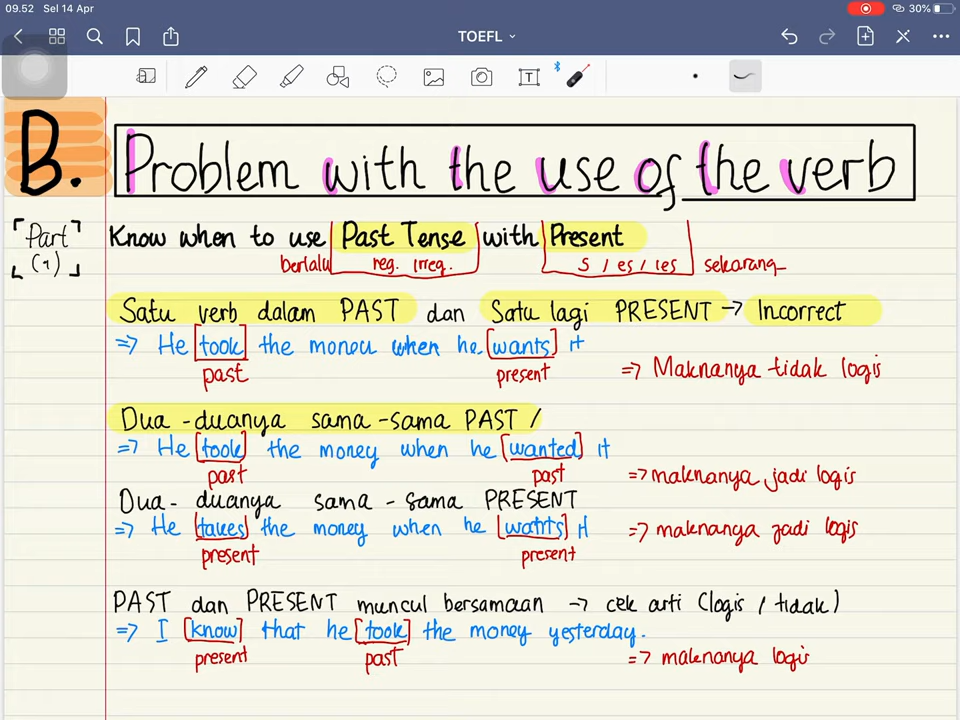 09.52 Sel 14 Apr
30%
TOEFL
T
B. Problem with the use of the verb
Part
(1)
Know when to use Past Tense with Present
berlalu reg. irreg. s / es / ies sekarang
Satu verb dalam PAST dan Satu lagi PRESENT → Incorrect
⇒ He [took] the money when he [wants] it
past present ⇒ Maknanya tidak logis
Dua - duanya sama - sama PAST /
⇒ He [took] the money when he [wanted] it
past past ⇒ maknanya jadi logis
Dua - duanya sama - sama PRESENT
⇒ He [takes] the money when he [wants] it ⇒ maknanya jadi logis
present present
PAST dan PRESENT muncul bersamaan → cek arti (logis / tidak)
⇒ I [know] that he [took] the money yesterday.
present past ⇒ maknanya logis